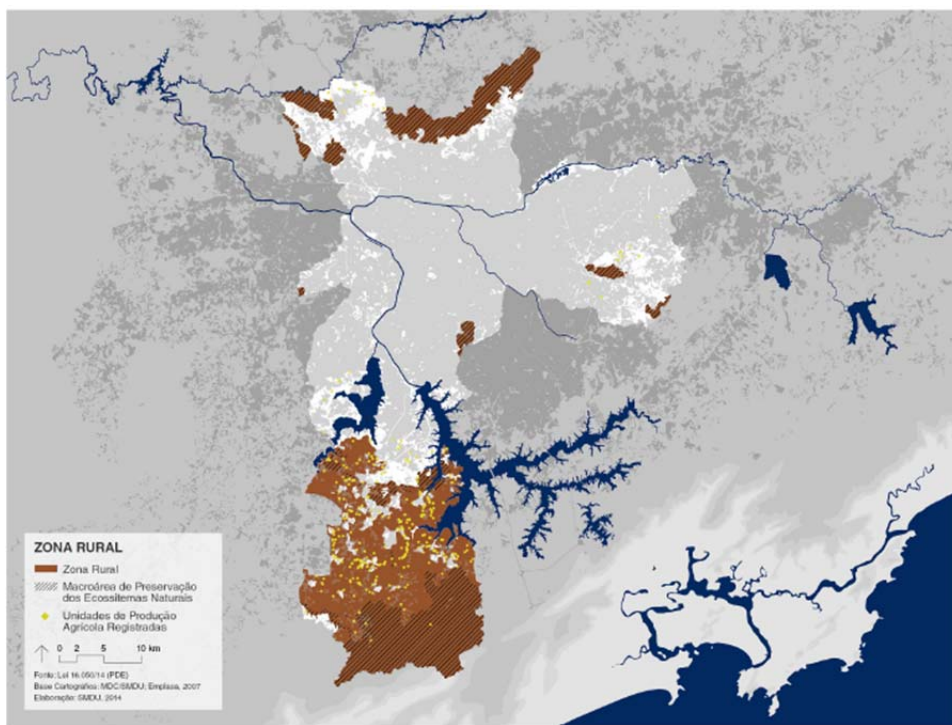 ZONA RURAL
Zona Rural
Macroárea de Preservação
dos Ecossitemas Naturais
Unidades de Produção
Agrícola Registradas
0 2 5 10 km
Fonte: Lei 16.050/14 (PDE)
Base Cartográfica: MDC/SMDU; Emplasa, 2007
Elaboração: SMDU, 2014